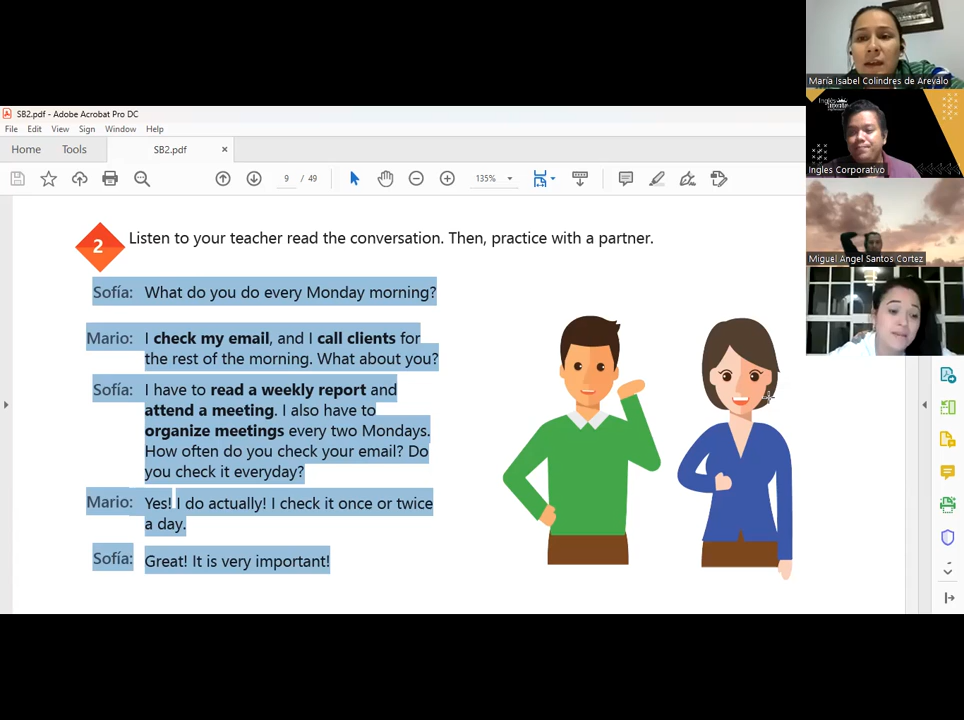 SB2.pdf - Adobe Acrobat Pro DC
File Edit View Sign Window Help
Home Tools SB2.pdf ×
9 / 49 135%
2 Listen to your teacher read the conversation. Then, practice with a partner.
Sofía: What do you do every Monday morning?
Mario: I check my email, and I call clients for
the rest of the morning. What about you?
Sofía: I have to read a weekly report and
attend a meeting. I also have to
organize meetings every two Mondays.
How often do you check your email? Do
you check it everyday?
Mario: Yes! I do actually! I check it once or twice
a day.
Sofía: Great! It is very important!
María Isabel Colindres de Arevalo
Ingles Corporativo
Miguel Angel Santos Cortez